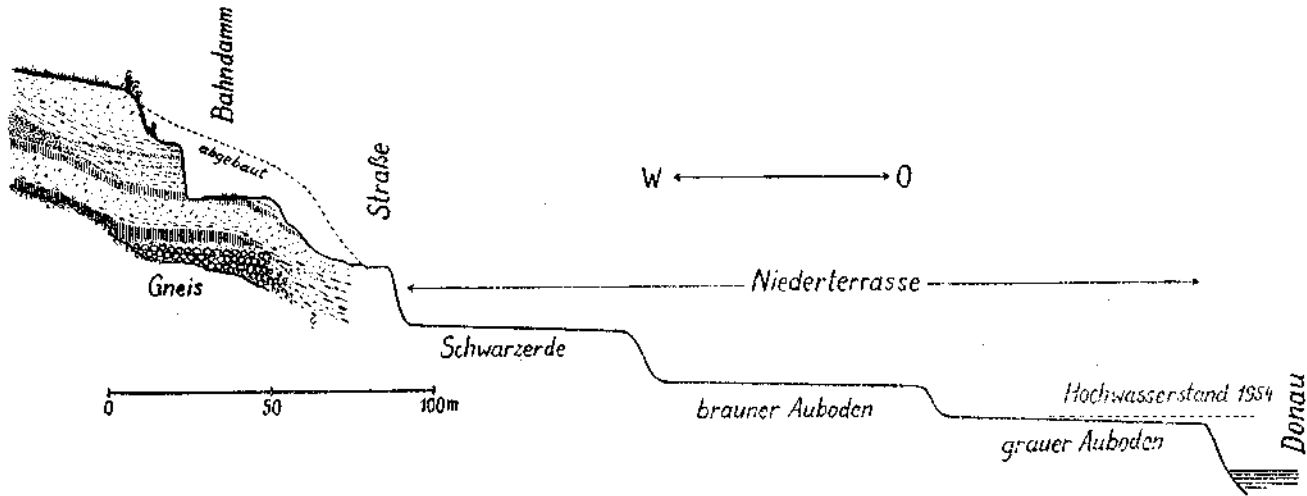 Bahndamm
abgebaut
Straße
W
O
Gneis
Niederterrasse
Schwarzerde
0
50
100m
brauner Auboden
Hochwasserstand 1954
grauer Auboden
Donau